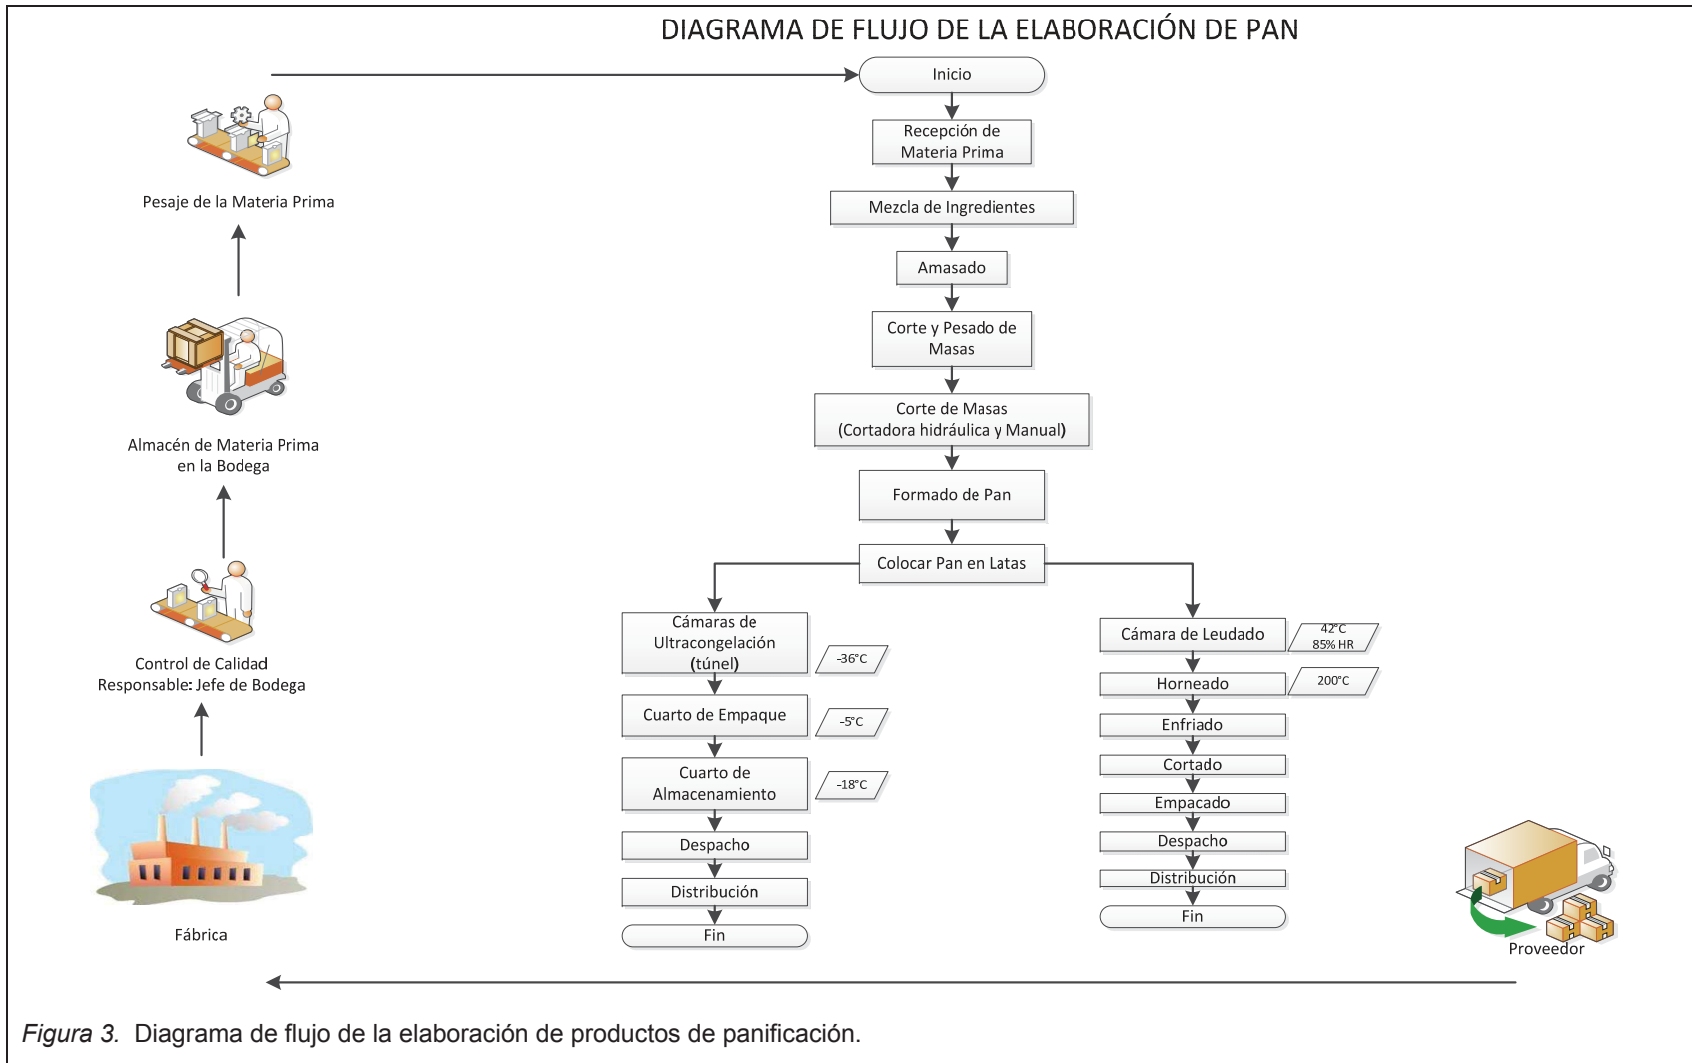 DIAGRAMA DE FLUJO DE LA ELABORACIÓN DE PAN
Inicio
Recepción de
Materia Prima
Mezcla de Ingredientes
Amasado
Corte y Pesado de
Masas
Corte de Masas
(Cortadora hidráulica y Manual)
Formado de Pan
Colocar Pan en Latas
Cámaras de
Ultracongelación
(túnel)
-36°C
Cuarto de Empaque
-5°C
Cuarto de
Almacenamiento
-18°C
Despacho
Distribución
Fin
Cámara de Leudado
42°C
85% HR
Horneado
200°C
Enfriado
Cortado
Empacado
Despacho
Distribución
Fin
Pesaje de la Materia Prima
Almacén de Materia Prima
en la Bodega
Control de Calidad
Responsable: Jefe de Bodega
Fábrica
Proveedor
Figura 3. Diagrama de flujo de la elaboración de productos de panificación.